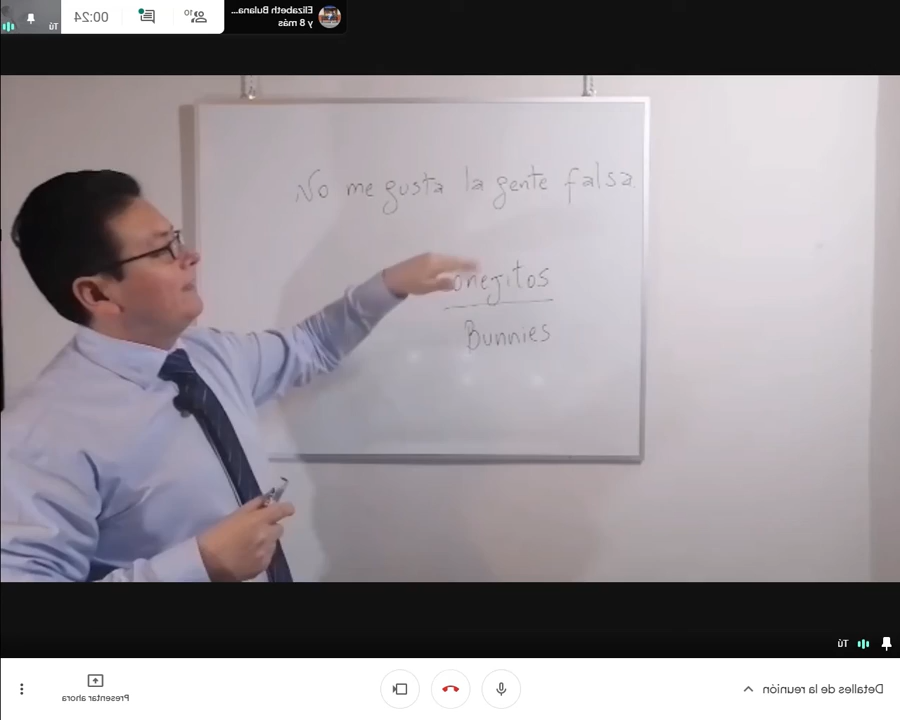 Elizabeth Bulana...
y 8 más
10
00:24
Tú
No me gusta la gente falsa
onejitos
Bunnies
Tú
Presentar ahora
Detalles de la reunión